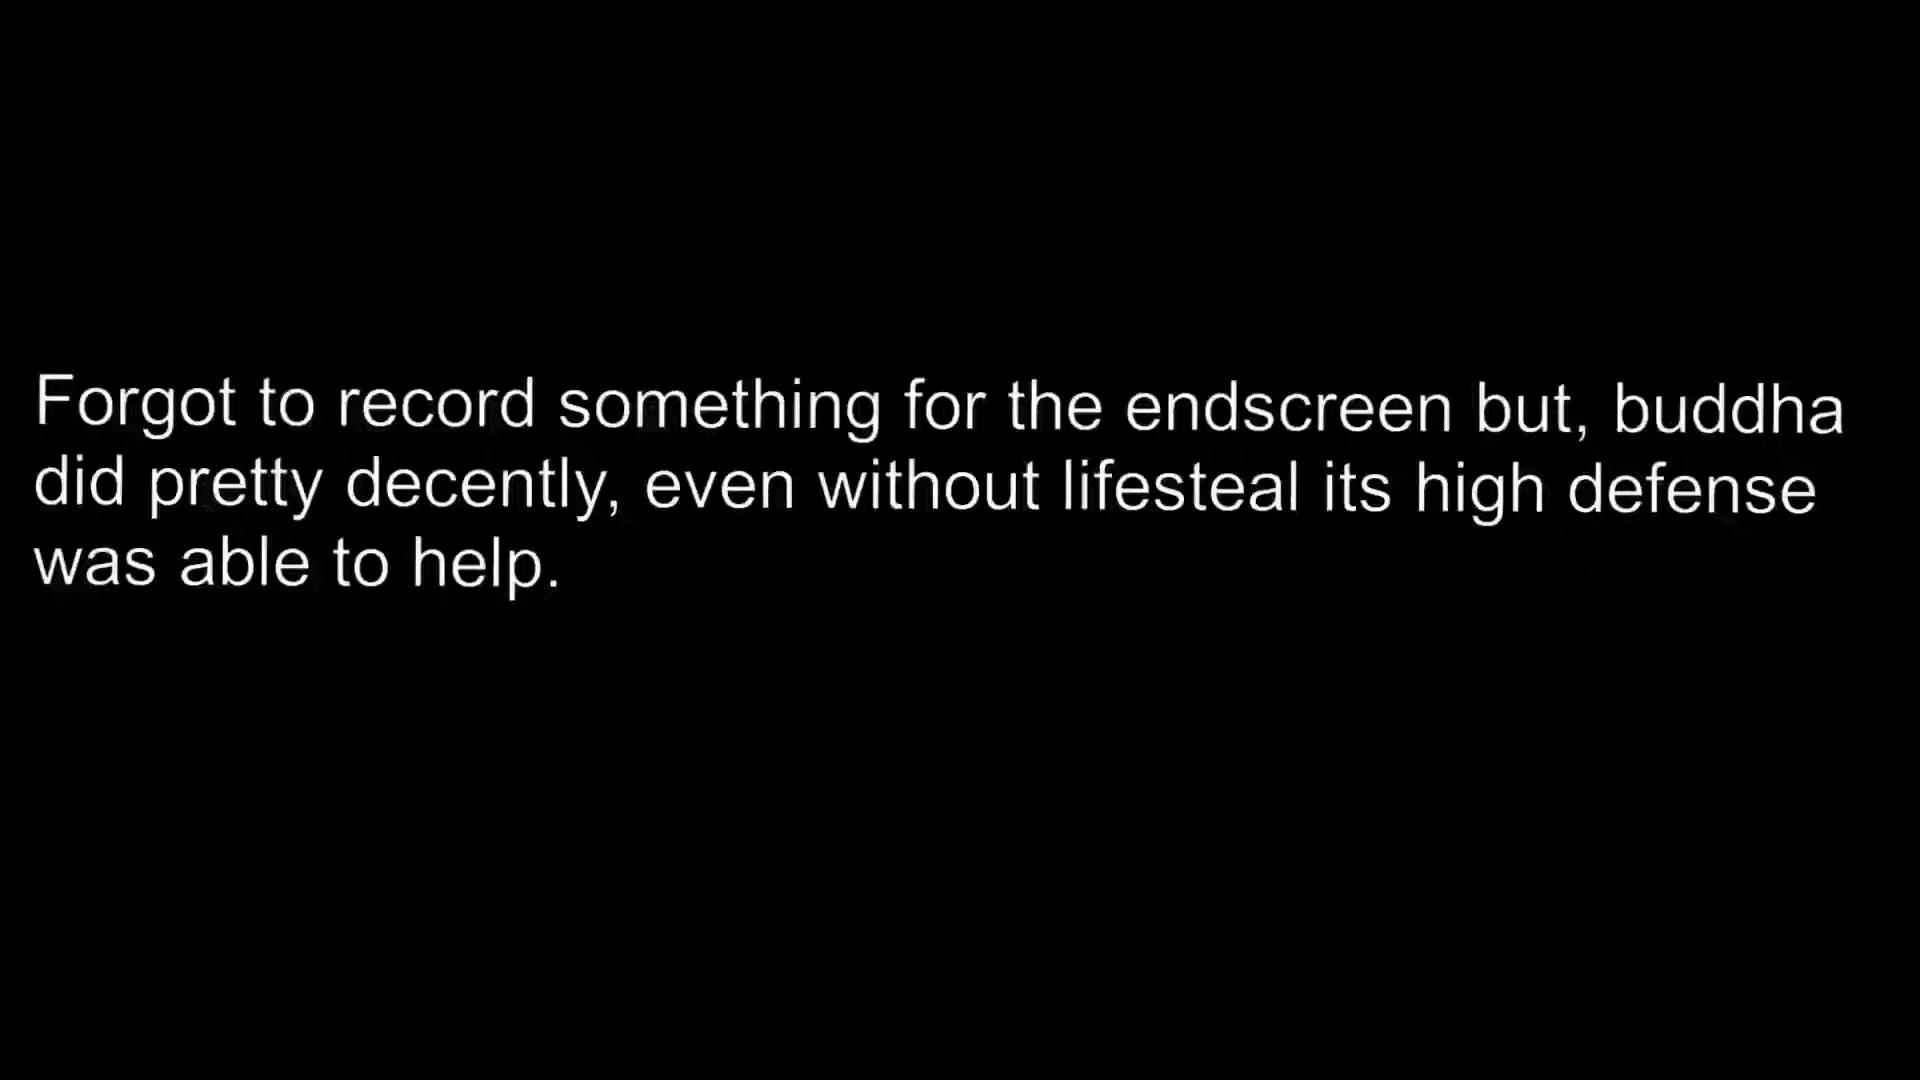 Forgot to record something for the endscreen but, buddha
did pretty decently, even without lifesteal its high defense
was able to help.